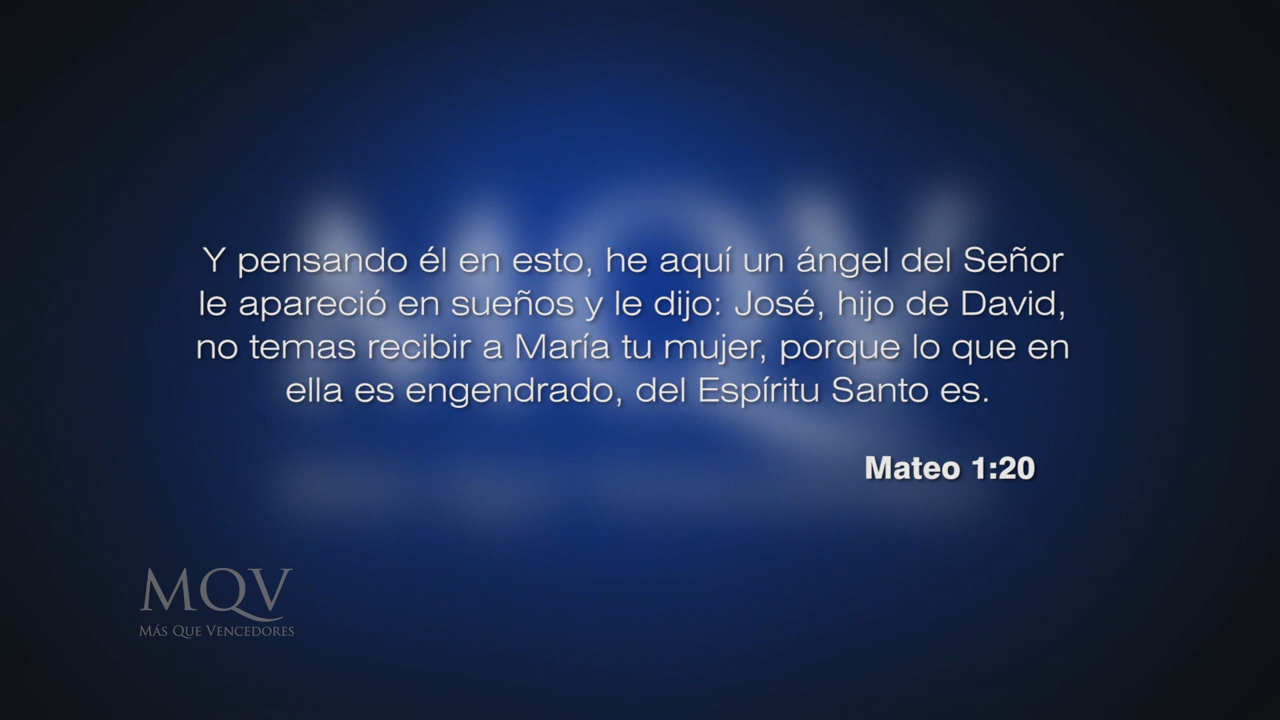 Y pensando él en esto, he aquí un ángel del Señor
le apareció en sueños y le dijo: José, hijo de David,
no temas recibir a María tu mujer, porque lo que en
ella es engendrado, del Espíritu Santo es.
Mateo 1:20
MQV
MÁS QUE VENCEDORES